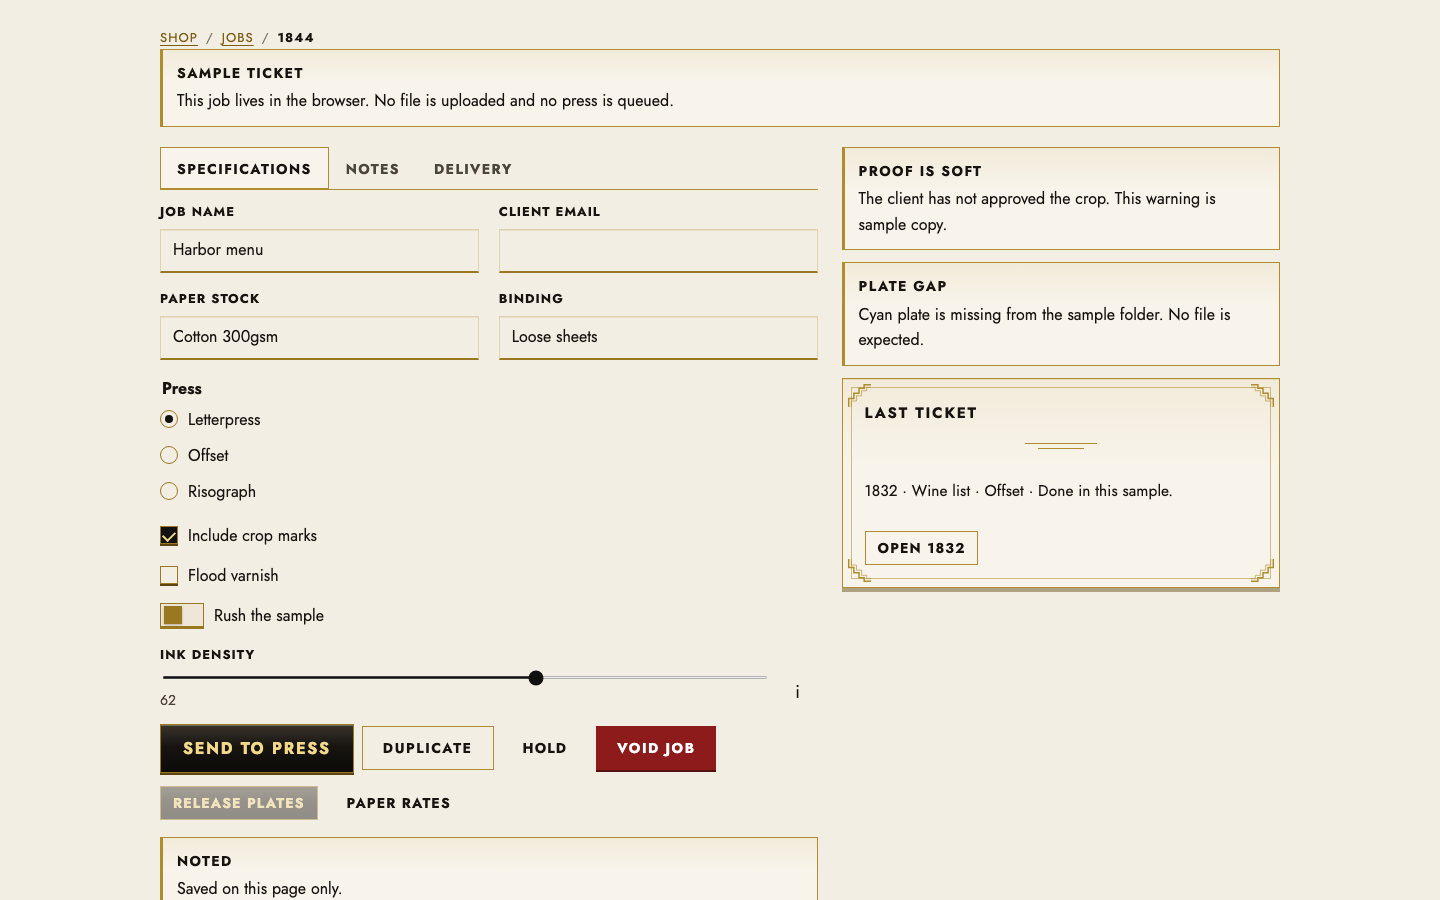 SHOP / JOBS / 1844
SAMPLE TICKET
This job lives in the browser. No file is uploaded and no press is queued.
SPECIFICATIONS NOTES DELIVERY
JOB NAME
Harbor menu
CLIENT EMAIL
PAPER STOCK
Cotton 300gsm
BINDING
Loose sheets
Press
Letterpress
Offset
Risograph
Include crop marks
Flood varnish
Rush the sample
INK DENSITY
62
i
SEND TO PRESS DUPLICATE HOLD VOID JOB
RELEASE PLATES PAPER RATES
NOTED
Saved on this page only.
PROOF IS SOFT
The client has not approved the crop. This warning is
sample copy.
PLATE GAP
Cyan plate is missing from the sample folder. No file is
expected.
LAST TICKET
1832 · Wine list · Offset · Done in this sample.
OPEN 1832